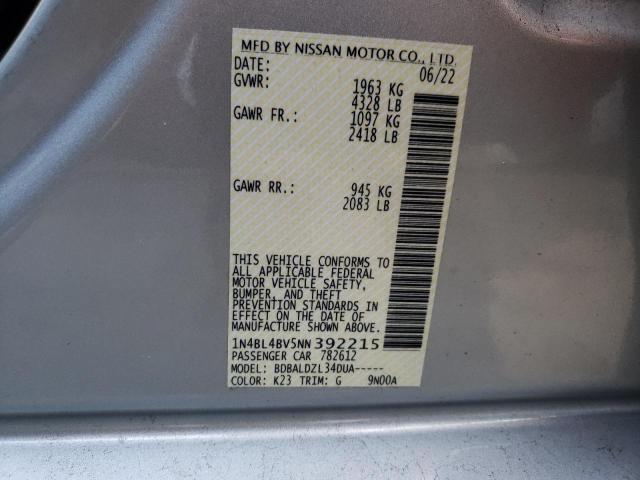 MFD BY NISSAN MOTOR CO., LTD.
DATE: 06/22
GVWR: 1963 KG
4328 LB
GAWR FR.: 1097 KG
2418 LB
GAWR RR.: 945 KG
2083 LB
THIS VEHICLE CONFORMS TO
ALL APPLICABLE FEDERAL
MOTOR VEHICLE SAFETY,
BUMPER, AND THEFT
PREVENTION STANDARDS IN
EFFECT ON THE DATE OF
MANUFACTURE SHOWN ABOVE.
1N4BL4BV5NN392215
PASSENGER CAR 782612
MODEL: BDBALDZL34DUA-----
COLOR: K23 TRIM: G 9N00A